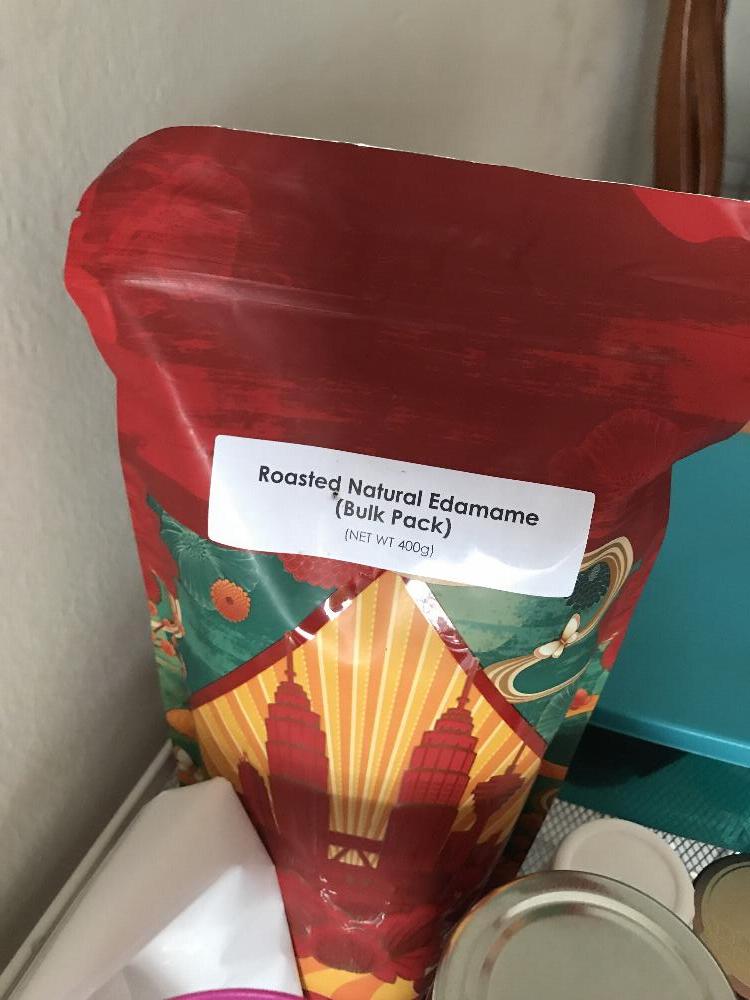 Roasted Natural Edamame
(Bulk Pack)
(NET WT 400g)